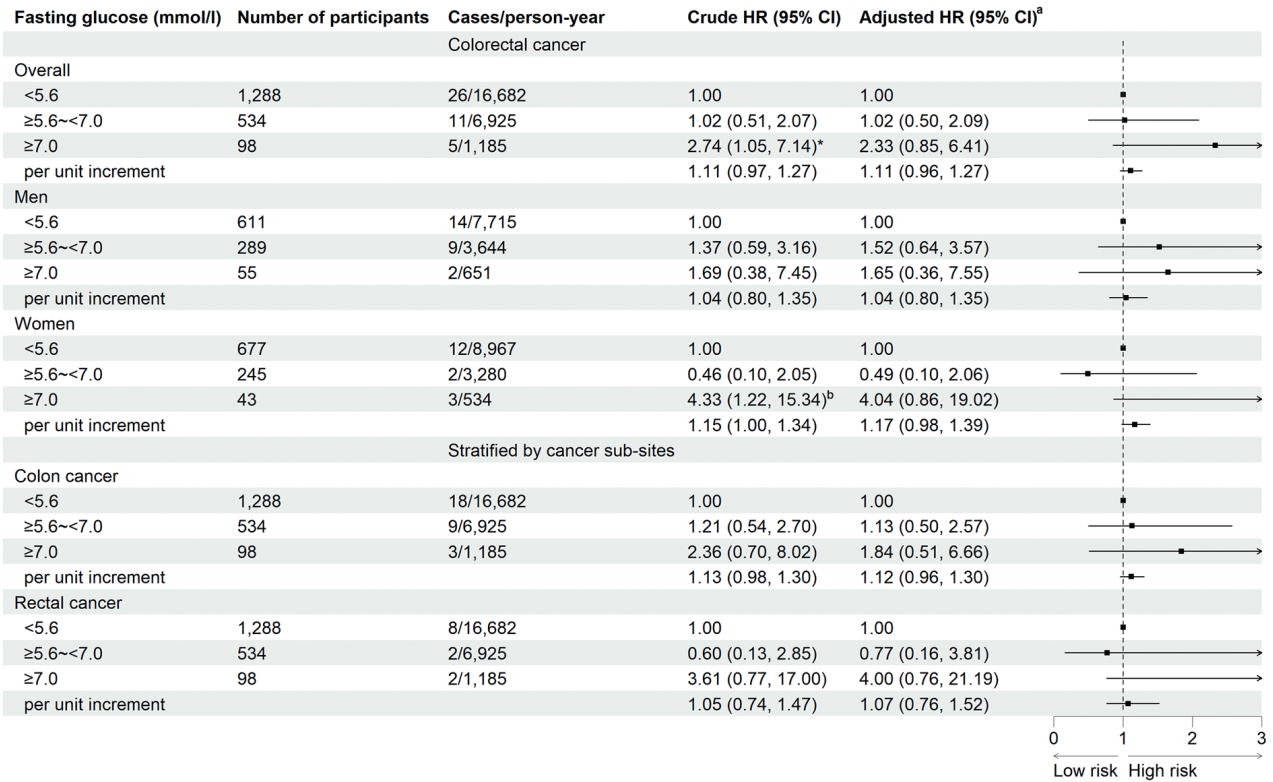 Fasting glucose (mmol/l) Number of participants Cases/person-year Crude HR (95% CI) Adjusted HR (95% CI)a
Colorectal cancer
Overall
<5.6 1,288 26/16,682 1.00 1.00
≥5.6~<7.0 534 11/6,925 1.02 (0.51, 2.07) 1.02 (0.50, 2.09)
≥7.0 98 5/1,185 2.74 (1.05, 7.14)* 2.33 (0.85, 6.41)
per unit increment 1.11 (0.97, 1.27) 1.11 (0.96, 1.27)
Men
<5.6 611 14/7,715 1.00 1.00
≥5.6~<7.0 289 9/3,644 1.37 (0.59, 3.16) 1.52 (0.64, 3.57)
≥7.0 55 2/651 1.69 (0.38, 7.45) 1.65 (0.36, 7.55)
per unit increment 1.04 (0.80, 1.35) 1.04 (0.80, 1.35)
Women
<5.6 677 12/8,967 1.00 1.00
≥5.6~<7.0 245 2/3,280 0.46 (0.10, 2.05) 0.49 (0.10, 2.06)
≥7.0 43 3/534 4.33 (1.22, 15.34)b 4.04 (0.86, 19.02)
per unit increment 1.15 (1.00, 1.34) 1.17 (0.98, 1.39)
Stratified by cancer sub-sites
Colon cancer
<5.6 1,288 18/16,682 1.00 1.00
≥5.6~<7.0 534 9/6,925 1.21 (0.54, 2.70) 1.13 (0.50, 2.57)
≥7.0 98 3/1,185 2.36 (0.70, 8.02) 1.84 (0.51, 6.66)
per unit increment 1.13 (0.98, 1.30) 1.12 (0.96, 1.30)
Rectal cancer
<5.6 1,288 8/16,682 1.00 1.00
≥5.6~<7.0 534 2/6,925 0.60 (0.13, 2.85) 0.77 (0.16, 3.81)
≥7.0 98 2/1,185 3.61 (0.77, 17.00) 4.00 (0.76, 21.19)
per unit increment 1.05 (0.74, 1.47) 1.07 (0.76, 1.52)
0 1 2 3
Low risk High risk